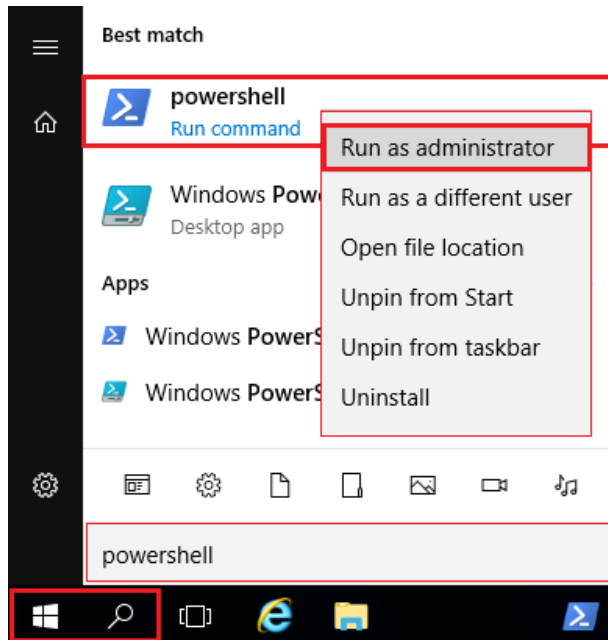 Best match
powershell
Run command
Run as administrator
Windows Pow
Run as a different user
Desktop app
Open file location
Apps
Unpin from Start
Windows PowerS
Unpin from taskbar
Windows PowerS
Uninstall
powershell